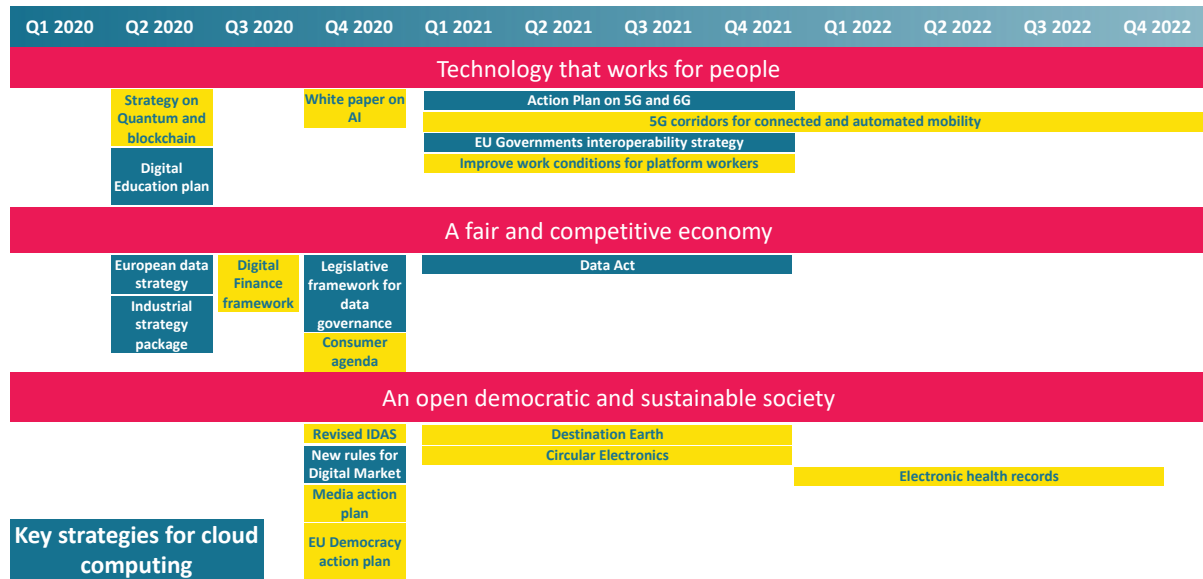 Q1 2020 Q2 2020 Q3 2020 Q4 2020 Q1 2021 Q2 2021 Q3 2021 Q4 2021 Q1 2022 Q2 2022 Q3 2022 Q4 2022
Technology that works for people
Strategy on
Quantum and
blockchain
Digital
Education plan
White paper on
AI
Action Plan on 5G and 6G
5G corridors for connected and automated mobility
EU Governments interoperability strategy
Improve work conditions for platform workers
A fair and competitive economy
European data
strategy
Industrial
strategy
package
Digital
Finance
framework
Legislative
framework for
data
governance
Consumer
agenda
Data Act
An open democratic and sustainable society
Revised IDAS
New rules for
Digital Market
Media action
plan
EU Democracy
action plan
Destination Earth
Circular Electronics
Electronic health records
Key strategies for cloud
computing